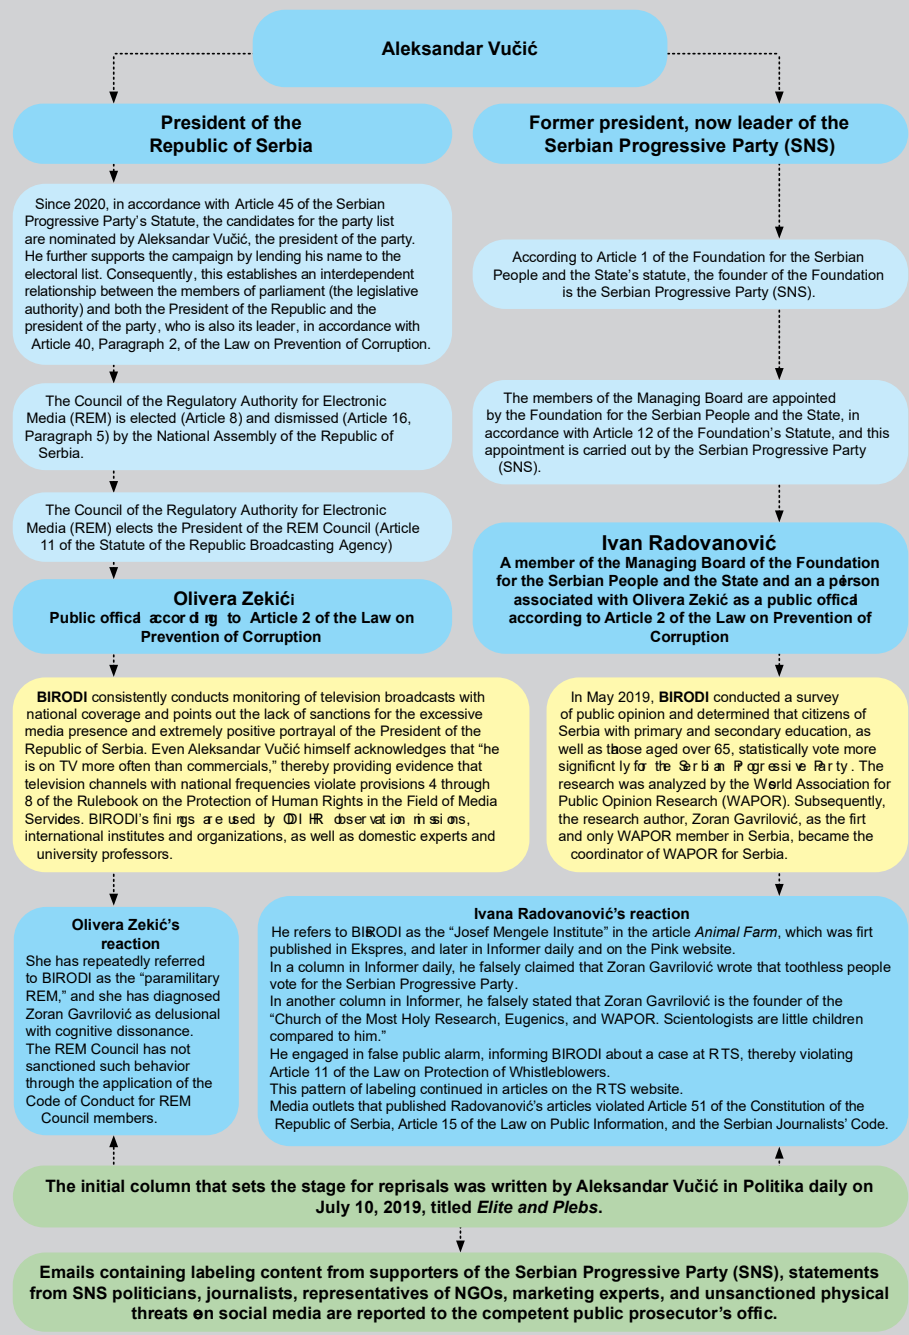 Aleksandar Vučić
President of the
Republic of Serbia
Former president, now leader of the
Serbian Progressive Party (SNS)
Since 2020, in accordance with Article 45 of the Serbian
Progressive Party's Statute, the candidates for the party list
are nominated by Aleksandar Vučić, the president of the party.
He further supports the campaign by lending his name to the
electoral list. Consequently, this establishes an interdependent
relationship between the members of parliament (the legislative
authority) and both the President of the Republic and the
president of the party, who is also its leader, in accordance with
Article 40, Paragraph 2, of the Law on Prevention of Corruption.
According to Article 1 of the Foundation for the Serbian
People and the State's statute, the founder of the Foundation
is the Serbian Progressive Party (SNS).
The Council of the Regulatory Authority for Electronic
Media (REM) is elected (Article 8) and dismissed (Article 16,
Paragraph 5) by the National Assembly of the Republic of
Serbia.
The members of the Managing Board are appointed
by the Foundation for the Serbian People and the State, in
accordance with Article 12 of the Foundation's Statute, and this
appointment is carried out by the Serbian Progressive Party
(SNS).
The Council of the Regulatory Authority for Electronic
Media (REM) elects the President of the REM Council (Article
11 of the Statute of the Republic Broadcasting Agency)
Olivera Zekići
Public offical according to Article 2 of the Law on
Prevention of Corruption
Ivan Radovanović
A member of the Managing Board of the Foundation
for the Serbian People and the State and an a person
associated with Olivera Zekić as a public offical
according to Article 2 of the Law on Prevention of
Corruption
BIRODI consistently conducts monitoring of television broadcasts with
national coverage and points out the lack of sanctions for the excessive
media presence and extremely positive portrayal of the President of the
Republic of Serbia. Even Aleksandar Vučić himself acknowledges that “he
is on TV more often than commercials,” thereby providing evidence that
television channels with national frequencies violate provisions 4 through
8 of the Rulebook on the Protection of Human Rights in the Field of Media
Services. BIRODI's finings are used by ODIHR observation missions,
international institutes and organizations, as well as domestic experts and
university professors.
In May 2019, BIRODI conducted a survey
of public opinion and determined that citizens of
Serbia with primary and secondary education, as
well as those aged over 65, statistically vote more
significntly for the Serbian Progressive Party. The
research was analyzed by the World Association for
Public Opinion Research (WAPOR). Subsequently,
the research author, Zoran Gavrilović, as the firt
and only WAPOR member in Serbia, became the
coordinator of WAPOR for Serbia.
Olivera Zekić's
reaction
She has repeatedly referred
to BIRODI as the “paramilitary
REM,” and she has diagnosed
Zoran Gavrilović as delusional
with cognitive dissonance.
The REM Council has not
sanctioned such behavior
through the application of the
Code of Conduct for REM
Council members.
Ivana Radovanović's reaction
He refers to BIRODI as the “Josef Mengele Institute” in the article Animal Farm, which was firt
published in Ekspres, and later in Informer daily and on the Pink website.
In a column in Informer daily, he falsely claimed that Zoran Gavrilović wrote that toothless people
vote for the Serbian Progressive Party.
In another column in Informer, he falsely stated that Zoran Gavrilović is the founder of the
“Church of the Most Holy Research, Eugenics, and WAPOR. Scientologists are little children
compared to him.”
He engaged in false public alarm, informing BIRODI about a case at RTS, thereby violating
Article 11 of the Law on Protection of Whistleblowers.
This pattern of labeling continued in articles on the RTS website.
Media outlets that published Radovanović's articles violated Article 51 of the Constitution of the
Republic of Serbia, Article 15 of the Law on Public Information, and the Serbian Journalists' Code.
The initial column that sets the stage for reprisals was written by Aleksandar Vučić in Politika daily on
July 10, 2019, titled Elite and Plebs.
Emails containing labeling content from supporters of the Serbian Progressive Party (SNS), statements
from SNS politicians, journalists, representatives of NGOs, marketing experts, and unsanctioned physical
threats on social media are reported to the competent public prosecutor's offic.